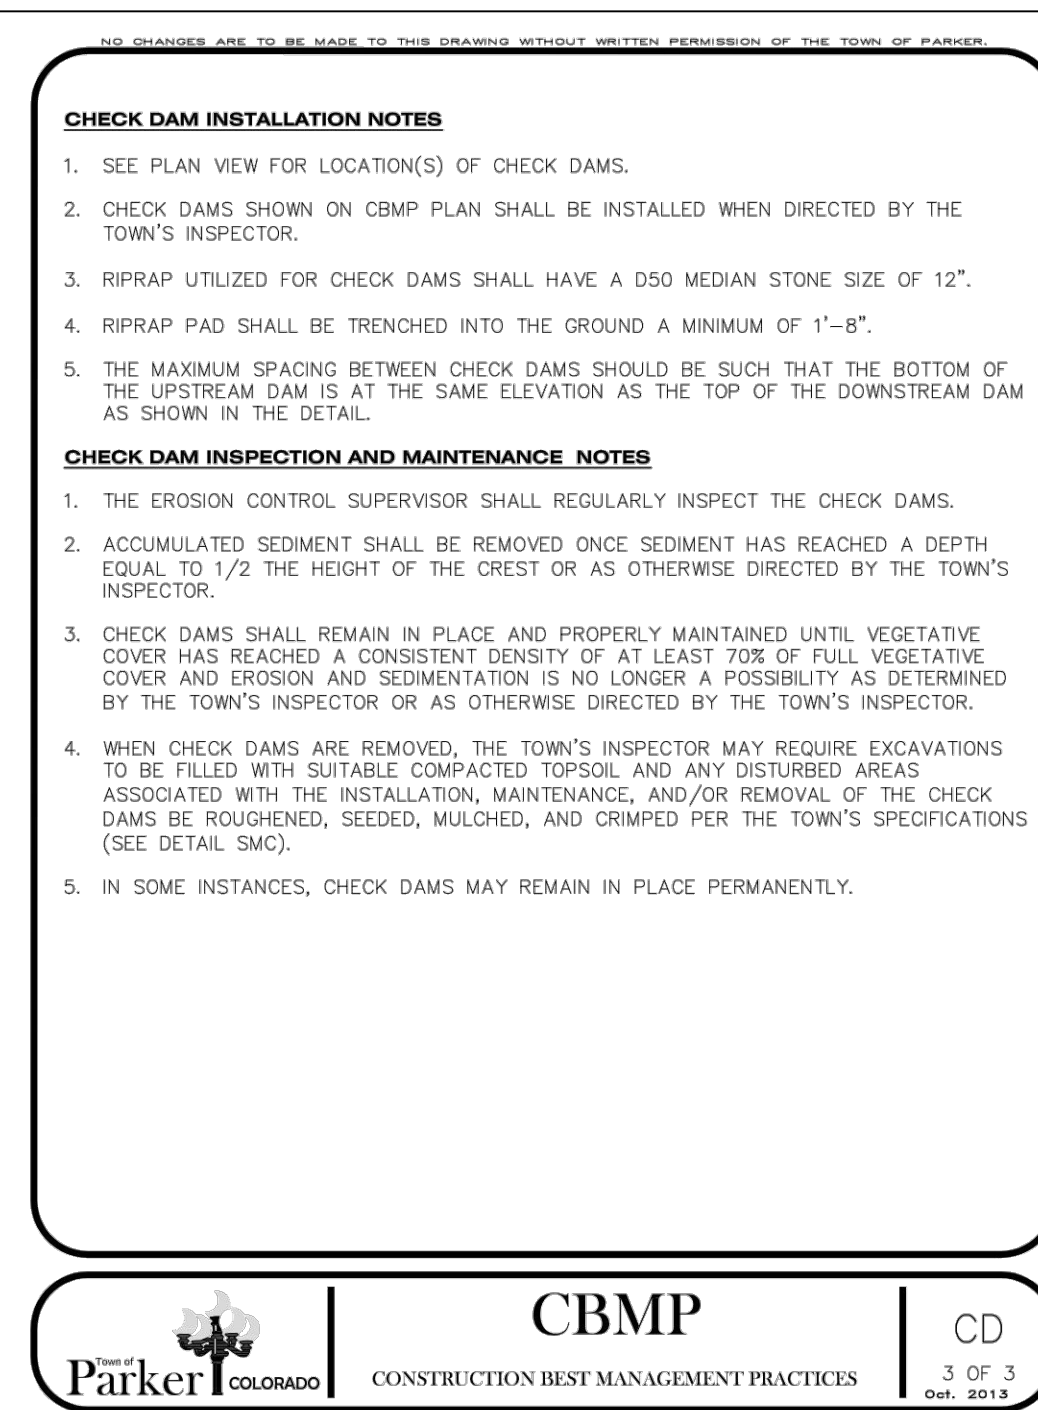 NO CHANGES ARE TO BE MADE TO THIS DRAWING WITHOUT WRITTEN PERMISSION OF THE TOWN OF PARKER.
CHECK DAM INSTALLATION NOTES
1. SEE PLAN VIEW FOR LOCATION(S) OF CHECK DAMS.
2. CHECK DAMS SHOWN ON CBMP PLAN SHALL BE INSTALLED WHEN DIRECTED BY THE
TOWN'S INSPECTOR.
3. RIPRAP UTILIZED FOR CHECK DAMS SHALL HAVE A D50 MEDIAN STONE SIZE OF 12".
4. RIPRAP PAD SHALL BE TRENCHED INTO THE GROUND A MINIMUM OF 1'-8".
5. THE MAXIMUM SPACING BETWEEN CHECK DAMS SHOULD BE SUCH THAT THE BOTTOM OF
THE UPSTREAM DAM IS AT THE SAME ELEVATION AS THE TOP OF THE DOWNSTREAM DAM
AS SHOWN IN THE DETAIL.
CHECK DAM INSPECTION AND MAINTENANCE NOTES
1. THE EROSION CONTROL SUPERVISOR SHALL REGULARLY INSPECT THE CHECK DAMS.
2. ACCUMULATED SEDIMENT SHALL BE REMOVED ONCE SEDIMENT HAS REACHED A DEPTH
EQUAL TO 1/2 THE HEIGHT OF THE CREST OR AS OTHERWISE DIRECTED BY THE TOWN'S
INSPECTOR.
3. CHECK DAMS SHALL REMAIN IN PLACE AND PROPERLY MAINTAINED UNTIL VEGETATIVE
COVER HAS REACHED A CONSISTENT DENSITY OF AT LEAST 70% OF FULL VEGETATIVE
COVER AND EROSION AND SEDIMENTATION IS NO LONGER A POSSIBILITY AS DETERMINED
BY THE TOWN'S INSPECTOR OR AS OTHERWISE DIRECTED BY THE TOWN'S INSPECTOR.
4. WHEN CHECK DAMS ARE REMOVED, THE TOWN'S INSPECTOR MAY REQUIRE EXCAVATIONS
TO BE FILLED WITH SUITABLE COMPACTED TOPSOIL AND ANY DISTURBED AREAS
ASSOCIATED WITH THE INSTALLATION, MAINTENANCE, AND/OR REMOVAL OF THE CHECK
DAMS BE ROUGHENED, SEEDED, MULCHED, AND CRIMPED PER THE TOWN'S SPECIFICATIONS
(SEE DETAIL SMC).
5. IN SOME INSTANCES, CHECK DAMS MAY REMAIN IN PLACE PERMANENTLY.
Town of
Parker COLORADO
CBMP
CONSTRUCTION BEST MANAGEMENT PRACTICES
CD
3 OF 3
Oct. 2013